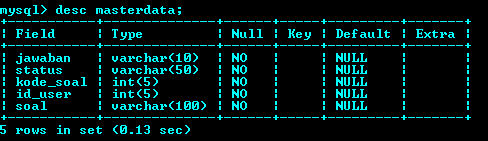 mysql> desc masterdata;
+-----------+--------------+------+-----+---------+-------+
| Field     | Type         | Null | Key | Default | Extra |
+-----------+--------------+------+-----+---------+-------+
| jawaban   | varchar(10)  | NO   |     | NULL    |       |
| status    | varchar(50)  | NO   |     | NULL    |       |
| kode_soal | int(5)       | NO   |     | NULL    |       |
| id_user   | int(5)       | NO   |     | NULL    |       |
| soal      | varchar(100) | NO   |     | NULL    |       |
+-----------+--------------+------+-----+---------+-------+
5 rows in set (0.13 sec)